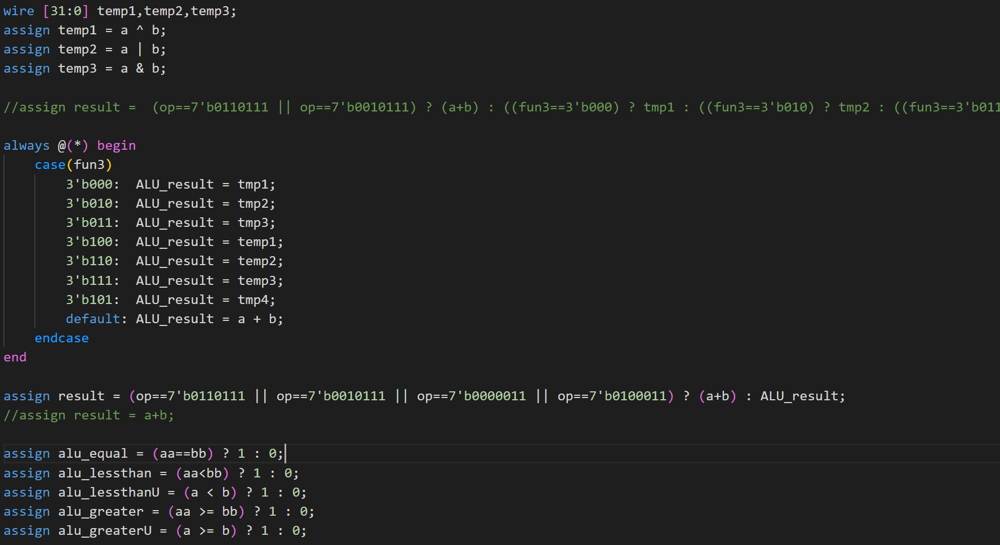 wire [31:0] temp1,temp2,temp3;
assign temp1 = a ^ b;
assign temp2 = a | b;
assign temp3 = a & b;
//assign result =  (op==7'b0110111 || op==7'b0010111) ? (a+b) : ((fun3==3'b000) ? tmp1 : ((fun3==3'b010) ? tmp2 : ((fun3==3'b011
always @(*) begin
    case(fun3)
        3'b000:  ALU_result = tmp1;
        3'b010:  ALU_result = tmp2;
        3'b011:  ALU_result = tmp3;
        3'b100:  ALU_result = temp1;
        3'b110:  ALU_result = temp2;
        3'b111:  ALU_result = temp3;
        3'b101:  ALU_result = tmp4;
        default: ALU_result = a + b;
    endcase
end
assign result = (op==7'b0110111 || op==7'b0010111 || op==7'b0000011 || op==7'b0100011) ? (a+b) : ALU_result;
//assign result = a+b;
assign alu_equal = (aa==bb) ? 1 : 0;
assign alu_lessthan = (aa<bb) ? 1 : 0;
assign alu_lessthanU = (a < b) ? 1 : 0;
assign alu_greater = (aa >= bb) ? 1 : 0;
assign alu_greaterU = (a >= b) ? 1 : 0;